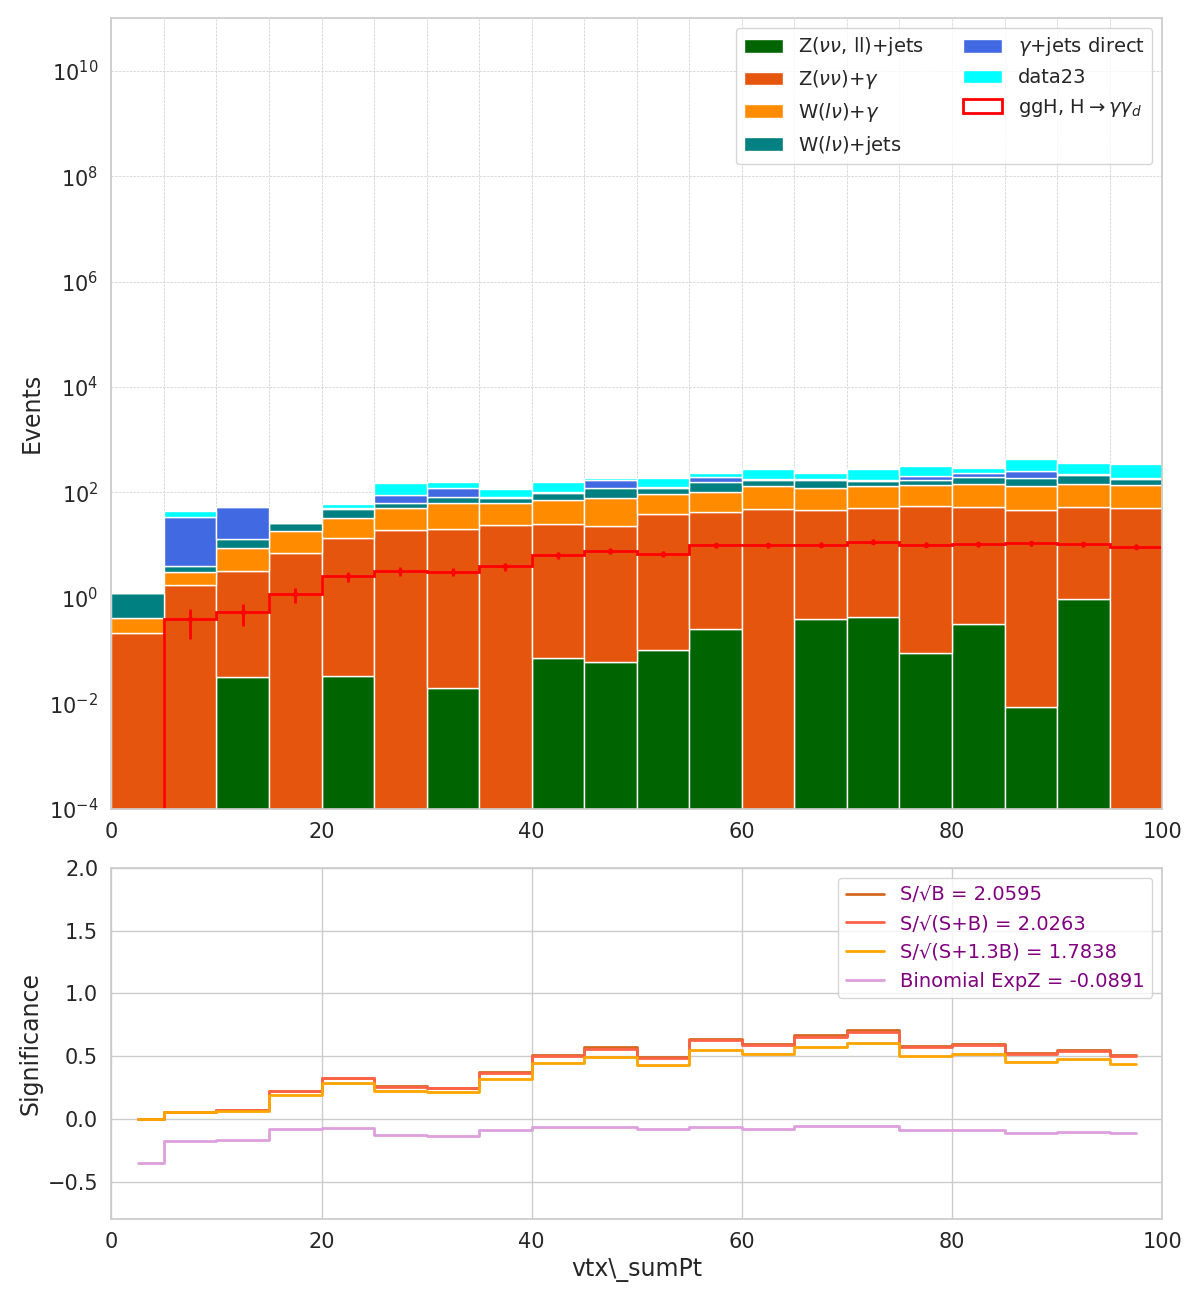 Z(νν, ll)+jets
Z(νν)+γ
W(lν)+γ
W(lν)+jets
γ+jets direct
data23
ggH, H→γγ_d
Events
10^10
10^8
10^6
10^4
10^2
10^0
10^−2
10^−4
0 20 40 60 80 100
S/√B = 2.0595
S/√(S+B) = 2.0263
S/√(S+1.3B) = 1.7838
Binomial ExpZ = -0.0891
Significance
2.0
1.5
1.0
0.5
0.0
−0.5
0 20 40 60 80 100
vtx\_sumPt